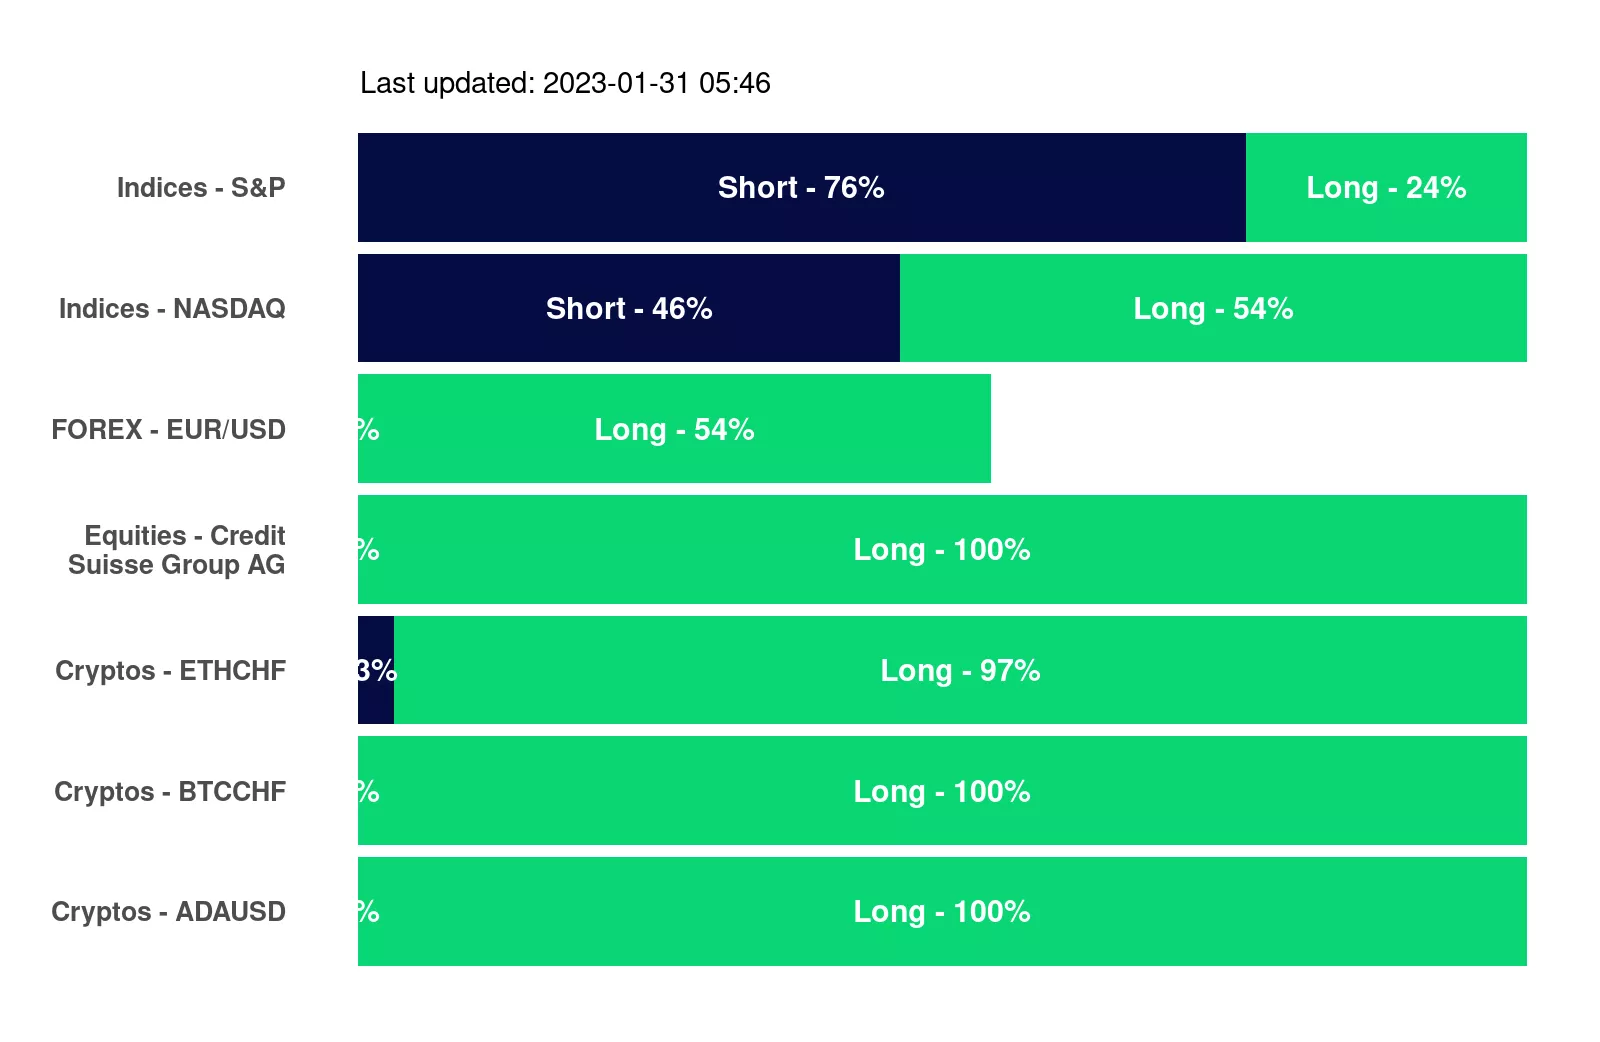 Last updated: 2023-01-31 05:46
Indices - S&P
Short - 76%
Long - 24%
Indices - NASDAQ
Short - 46%
Long - 54%
FOREX - EUR/USD
%
Long - 54%
Equities - Credit
Suisse Group AG
%
Long - 100%
Cryptos - ETHCHF
3%
Long - 97%
Cryptos - BTCCHF
%
Long - 100%
Cryptos - ADAUSD
%
Long - 100%